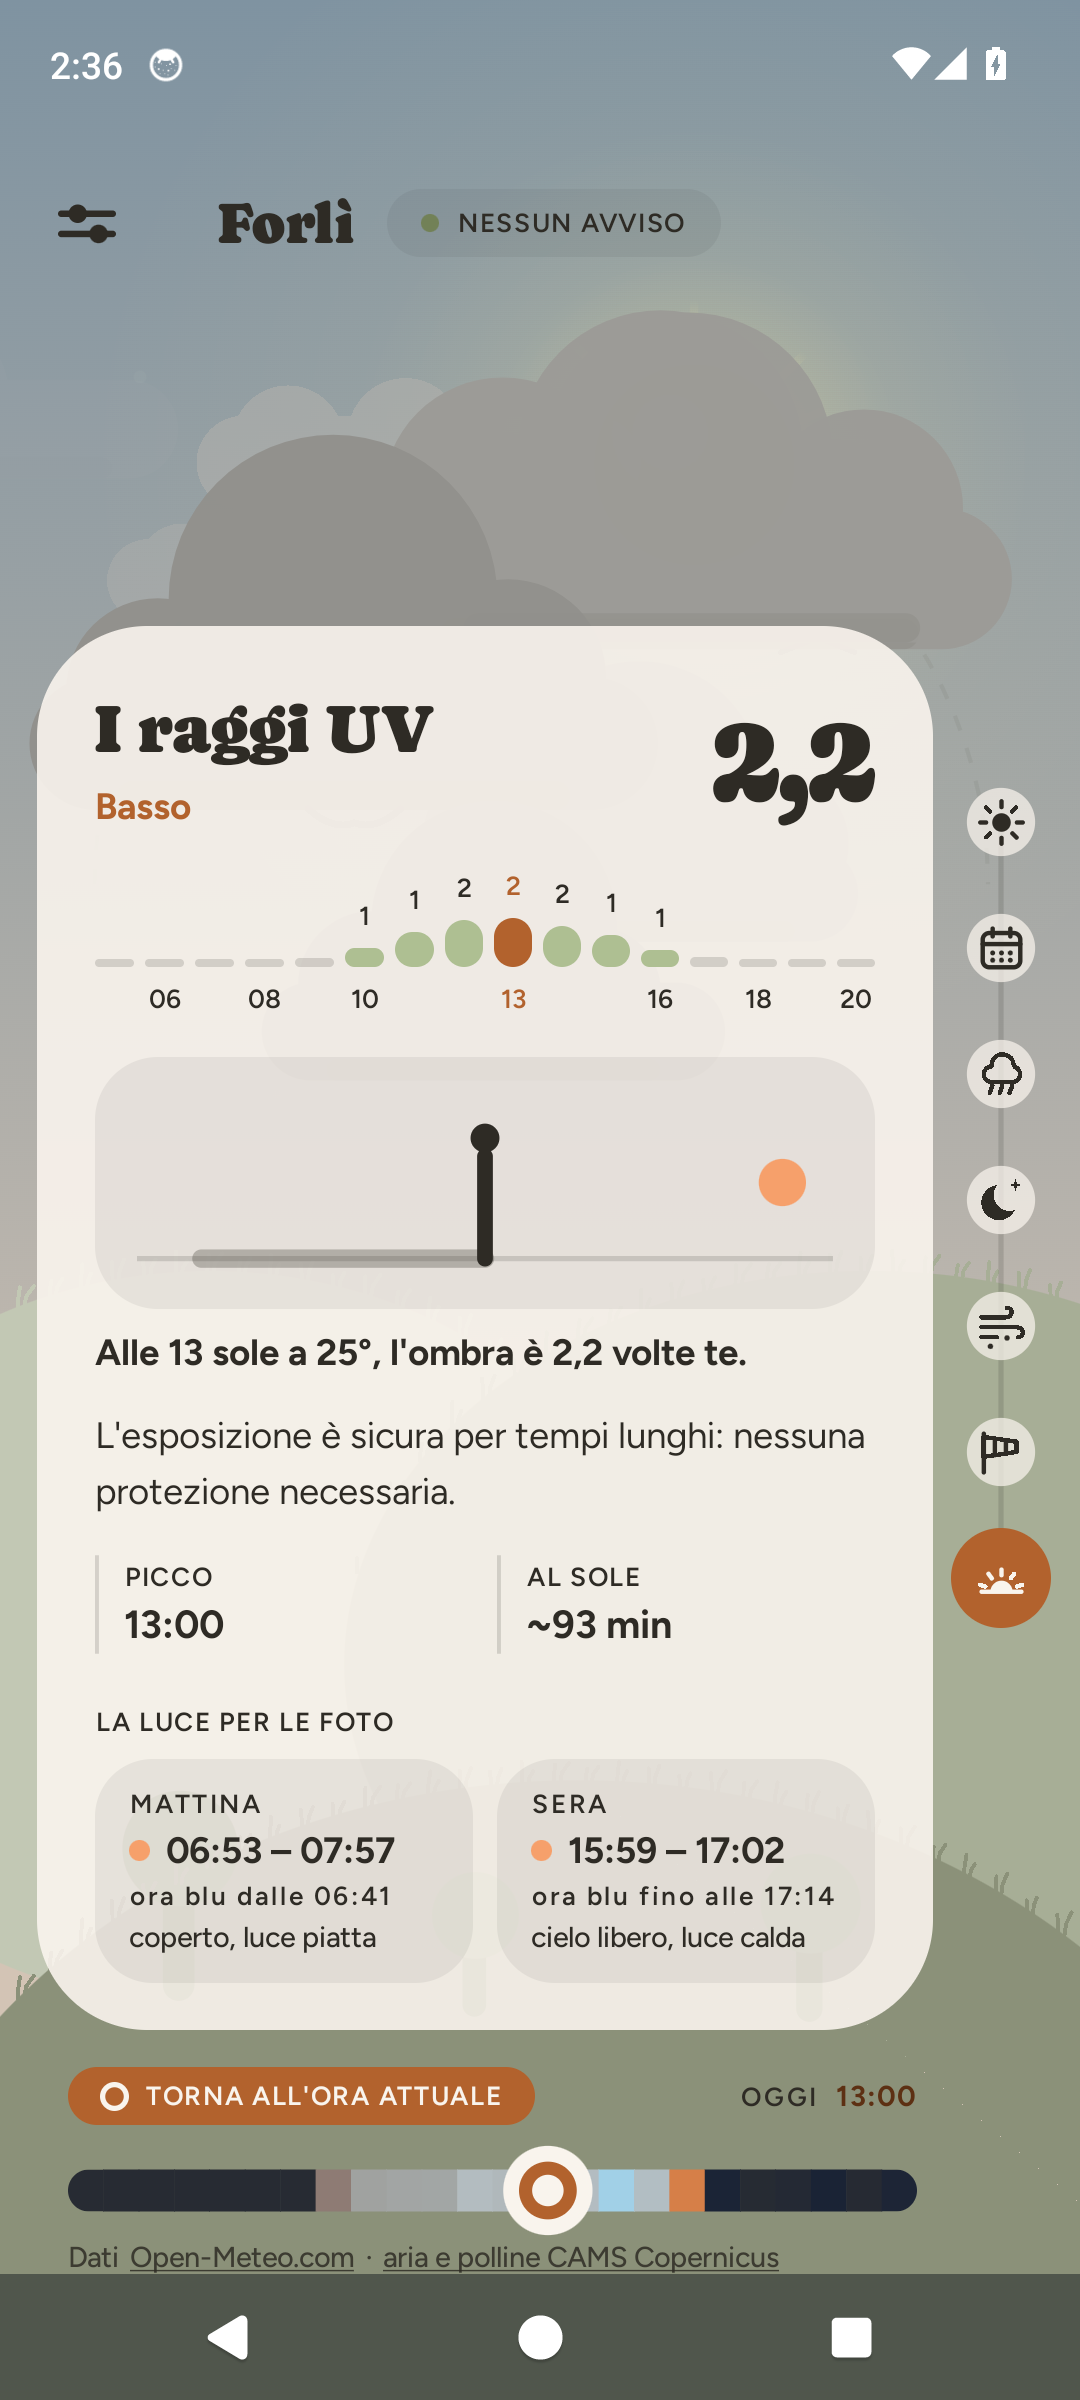 2:36
Forlì
NESSUN AVVISO
I raggi UV
2,2
Basso
1 1 2 2 2 1 1
06 08 10 13 16 18 20
Alle 13 sole a 25°, l'ombra è 2,2 volte te.
L'esposizione è sicura per tempi lunghi: nessuna
protezione necessaria.
PICCO
13:00
AL SOLE
~93 min
LA LUCE PER LE FOTO
MATTINA
06:53 – 07:57
ora blu dalle 06:41
coperto, luce piatta
SERA
15:59 – 17:02
ora blu fino alle 17:14
cielo libero, luce calda
TORNA ALL'ORA ATTUALE
OGGI 13:00
Dati Open-Meteo.com · aria e polline CAMS Copernicus